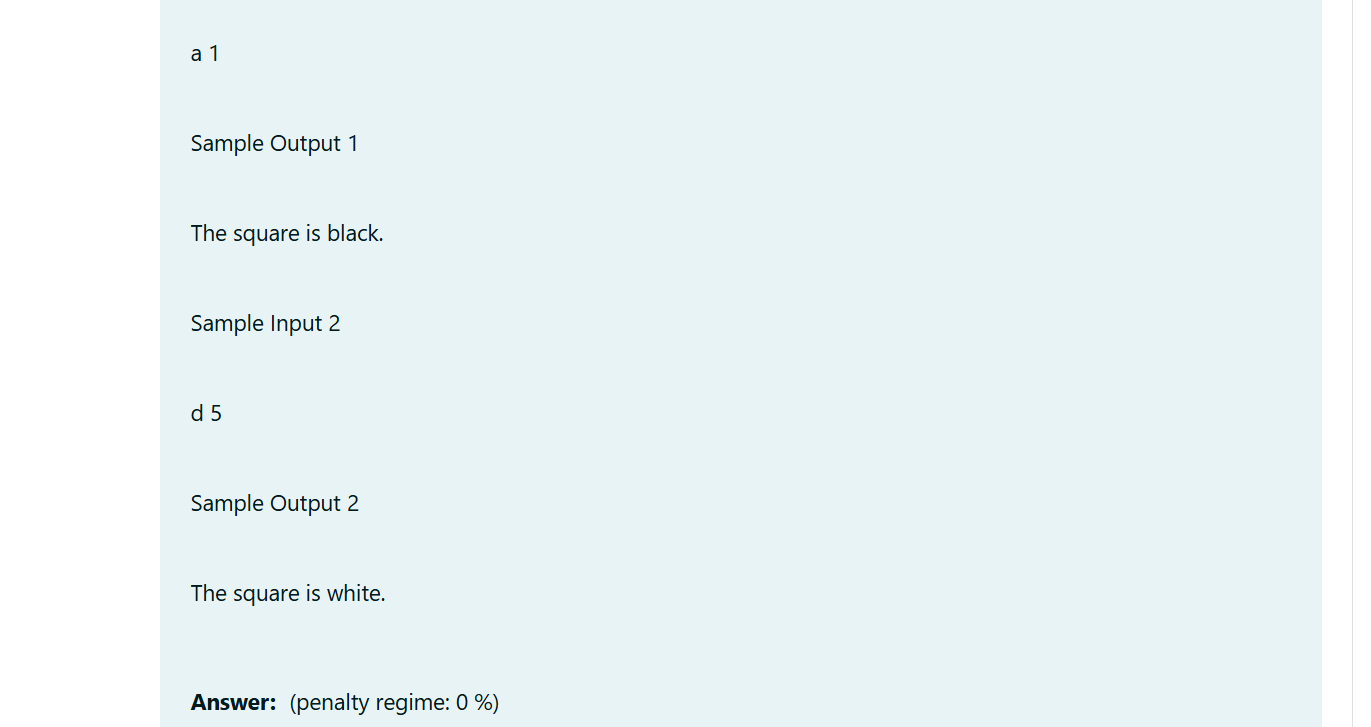 a 1
Sample Output 1
The square is black.
Sample Input 2
d 5
Sample Output 2
The square is white.
Answer: (penalty regime: 0 %)